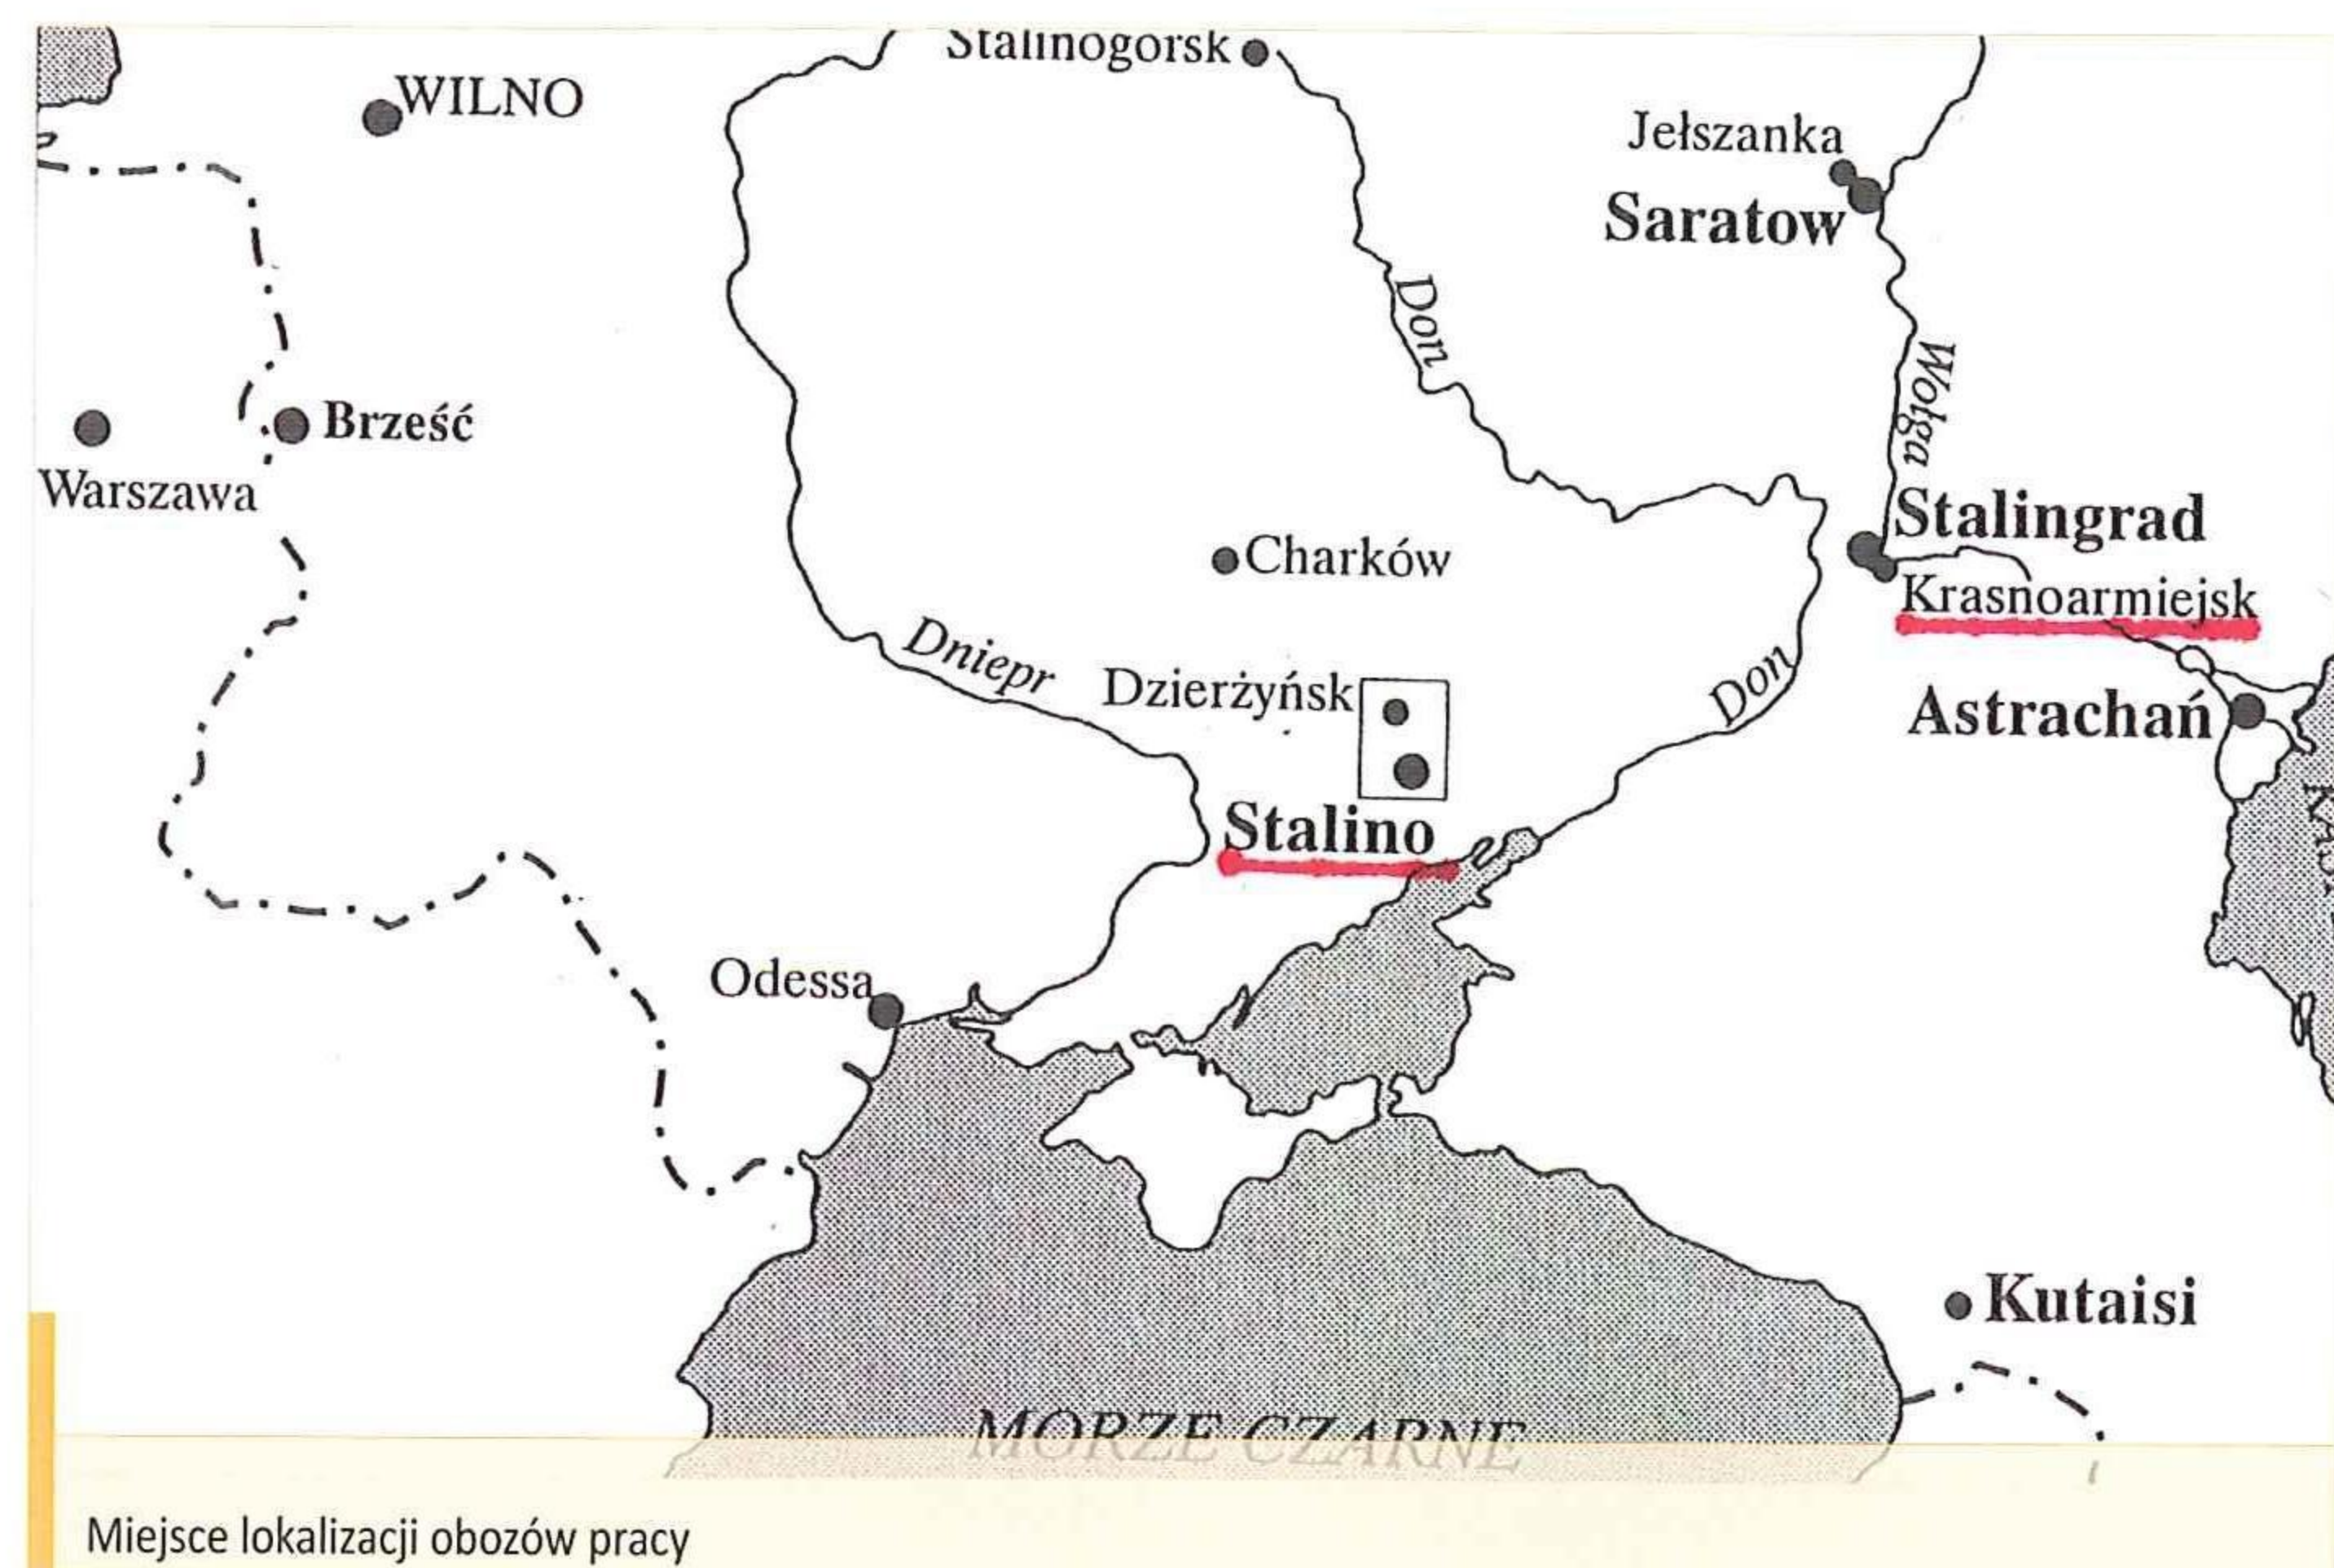 Stalinogorsk
WILNO
Jełszanka
Saratow
Don
Wołga
Brześć
Warszawa
Stalingrad
Charków
Krasnoarmiejsk
Dniepr
Dzierżyńsk
Don
Astrachań
Stalino
Odessa
Kutaisi
MORZE CZARNE
Miejsce lokalizacji obozów pracy